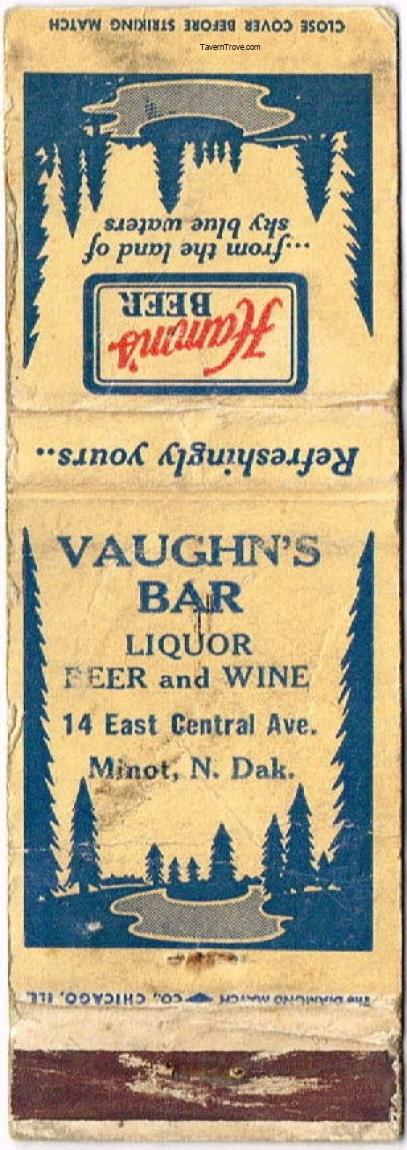 CLOSE COVER BEFORE STRIKING MATCH
TavernTrove.com
...from the land of
sky blue waters
Hamm's
BEER
Refreshingly yours..
VAUGHN'S
BAR
LIQUOR
BEER and WINE
14 East Central Ave.
Minot, N. Dak.
The DIAMOND MATCH CO., CHICAGO, ILL.